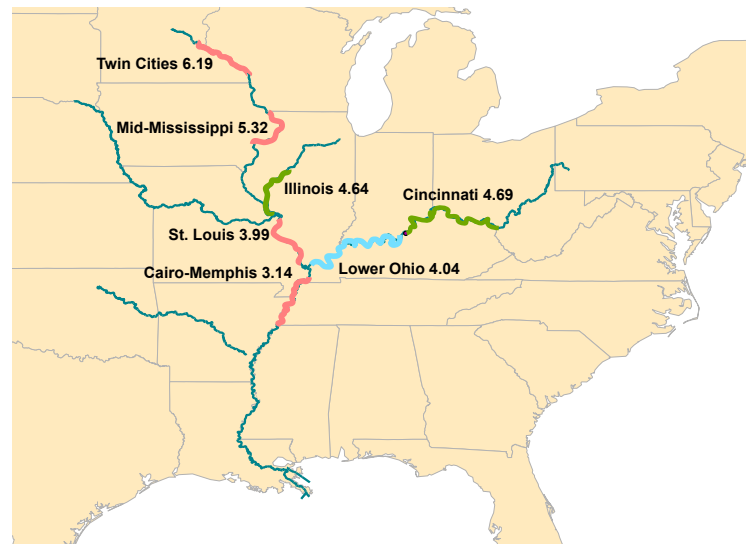 Twin Cities 6.19
Mid-Mississippi 5.32
Illinois 4.64
Cincinnati 4.69
St. Louis 3.99
Cairo-Memphis 3.14
Lower Ohio 4.04